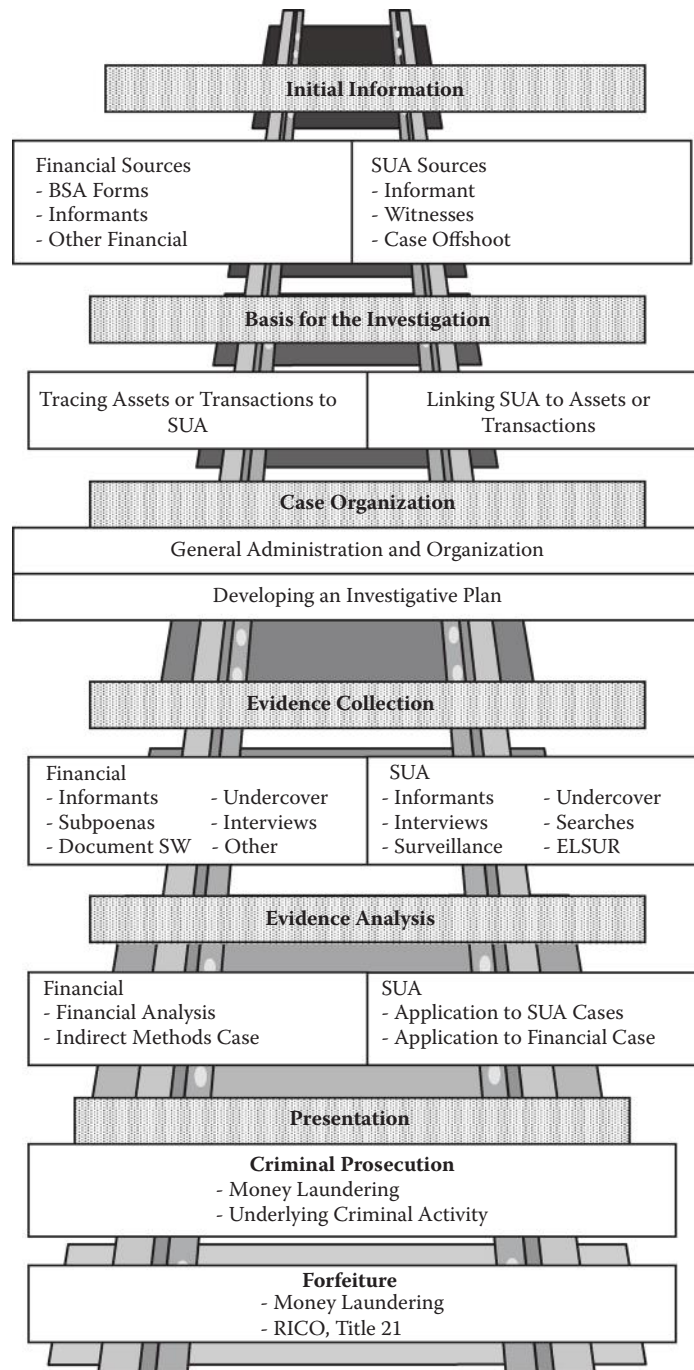 Initial Information
Financial Sources
- BSA Forms
- Informants
- Other Financial
SUA Sources
- Informant
- Witnesses
- Case Offshoot
Basis for the Investigation
Tracing Assets or Transactions to
SUA
Linking SUA to Assets or
Transactions
Case Organization
General Administration and Organization
Developing an Investigative Plan
Evidence Collection
Financial
- Informants
- Subpoenas
- Document SW
- Undercover
- Interviews
- Other
SUA
- Informants
- Interviews
- Surveillance
- Undercover
- Searches
- ELSUR
Evidence Analysis
Financial
- Financial Analysis
- Indirect Methods Case
SUA
- Application to SUA Cases
- Application to Financial Case
Presentation
Criminal Prosecution
- Money Laundering
- Underlying Criminal Activity
Forfeiture
- Money Laundering
- RICO, Title 21